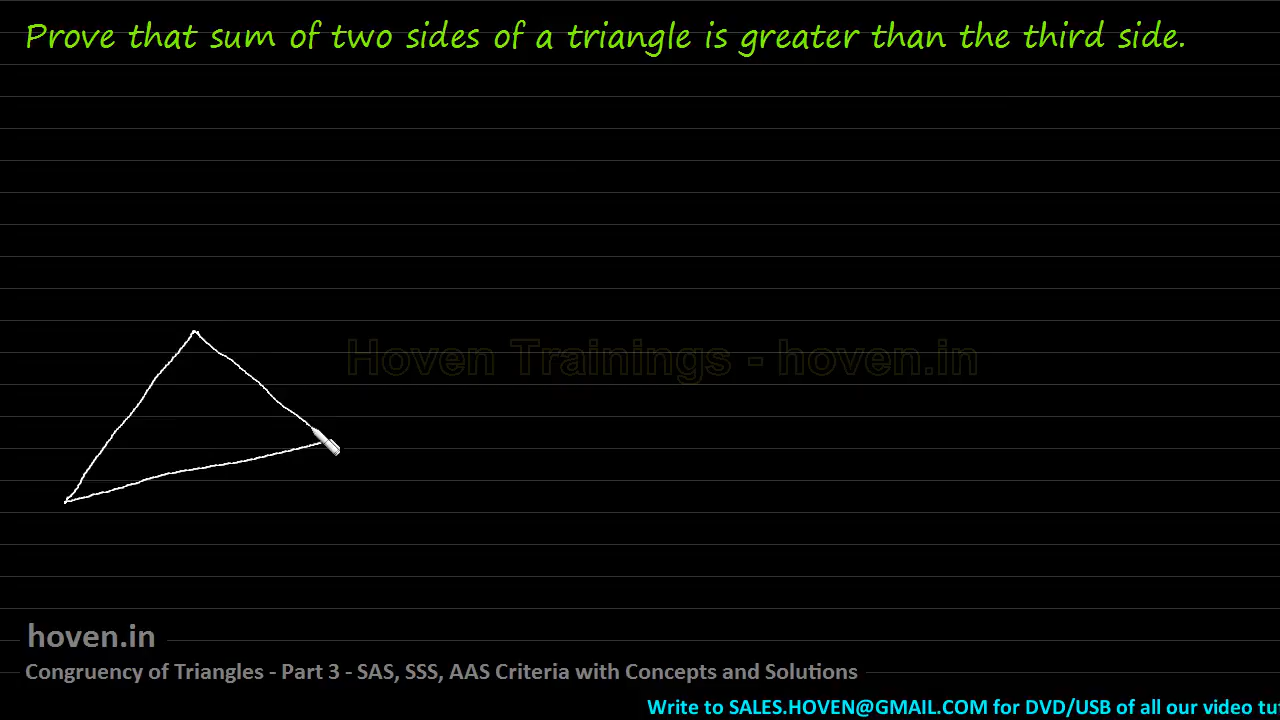 Prove that sum of two sides of a triangle is greater than the third side.
Hoven Trainings - hoven.in
hoven.in
Congruency of Triangles - Part 3 - SAS, SSS, AAS Criteria with Concepts and Solutions
Write to SALES.HOVEN@GMAIL.COM for DVD/USB of all our video tu